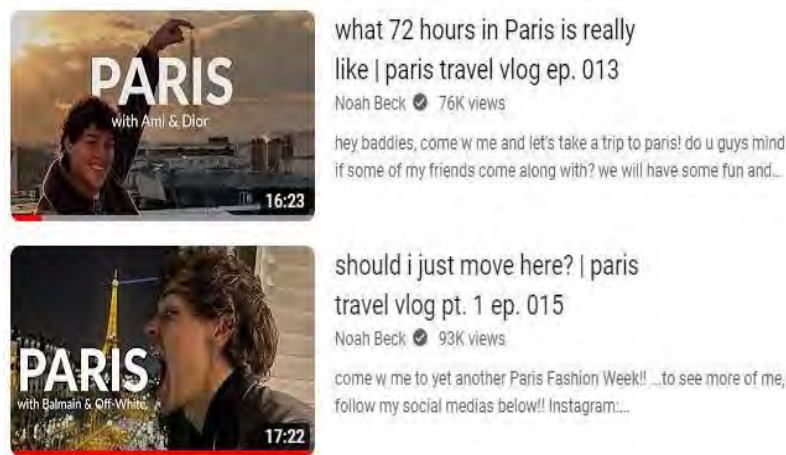 PARIS
with Ami & Dior
16:23
what 72 hours in Paris is really
like | paris travel vlog ep. 013
Noah Beck 76K views
hey baddies, come w me and let's take a trip to paris! do u guys mind
if some of my friends come along with? we will have some fun and...
PARIS
with Balmain & Off-White
17:22
should i just move here? | paris
travel vlog pt. 1 ep. 015
Noah Beck 93K views
come w me to yet another Paris Fashion Week!! ...to see more of me,
follow my social medias below!! Instagram:...